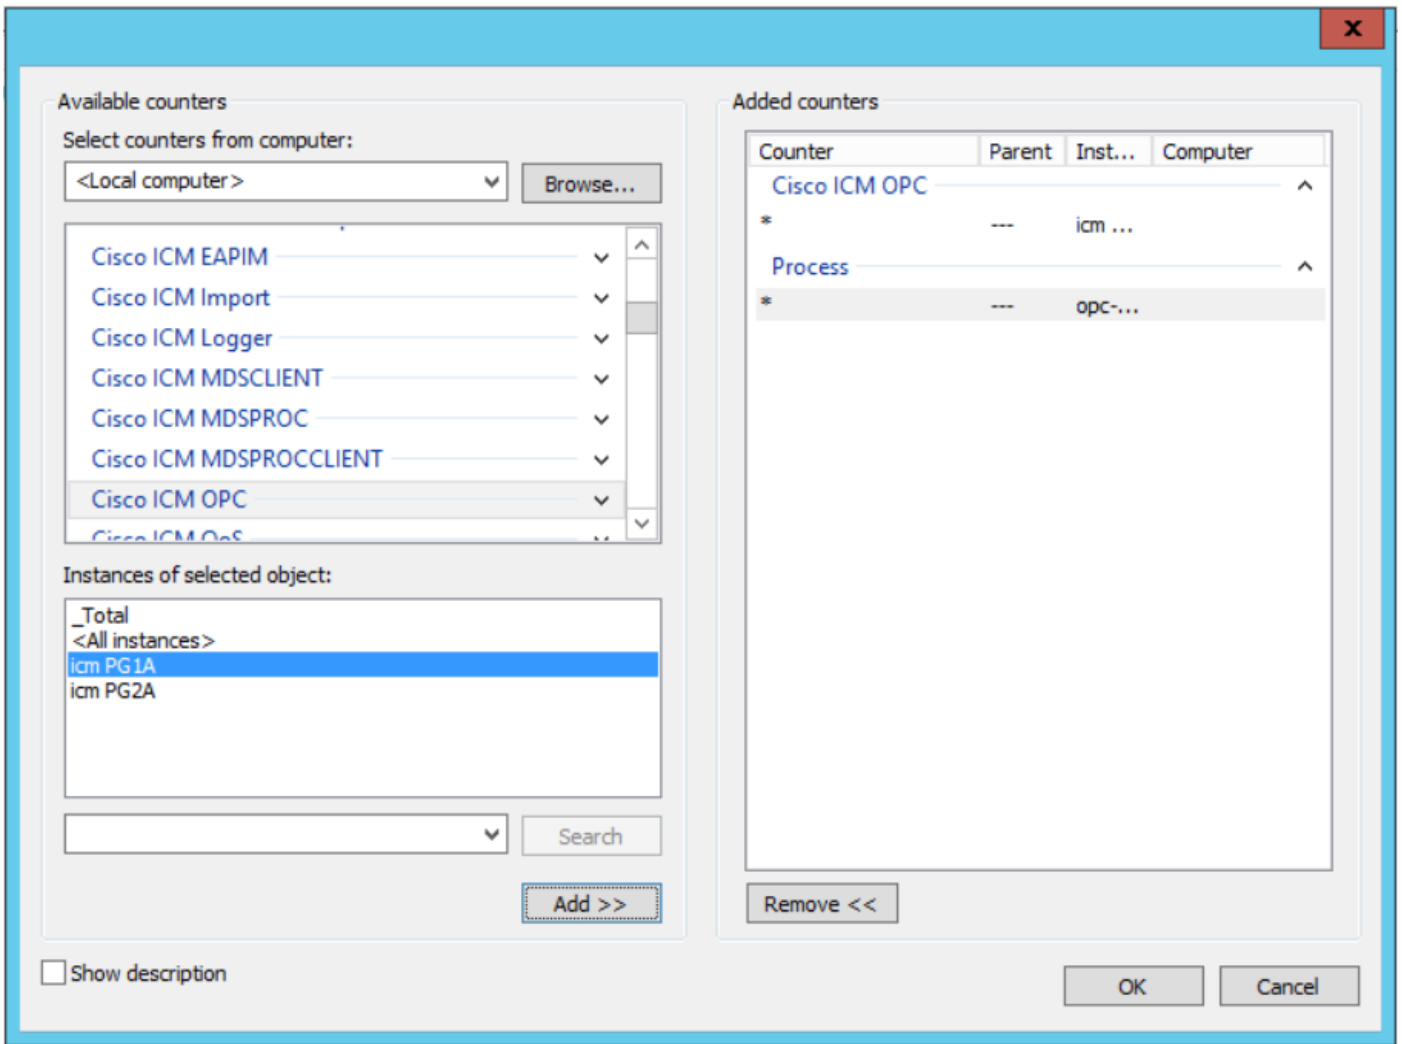 X
Available counters
Select counters from computer:
<Local computer>
Browse...
Cisco ICM EAPIM
Cisco ICM Import
Cisco ICM Logger
Cisco ICM MDSCLIENT
Cisco ICM MDSPROC
Cisco ICM MDSPROCCLIENT
Cisco ICM OPC
Cisco ICM QoS
Instances of selected object:
_Total
<All instances>
icm PG1A
icm PG2A
Search
Add >>
Show description
Added counters
Counter Parent Inst... Computer
Cisco ICM OPC
* --- icm ...
Process
* --- opc-...
Remove <<
OK Cancel